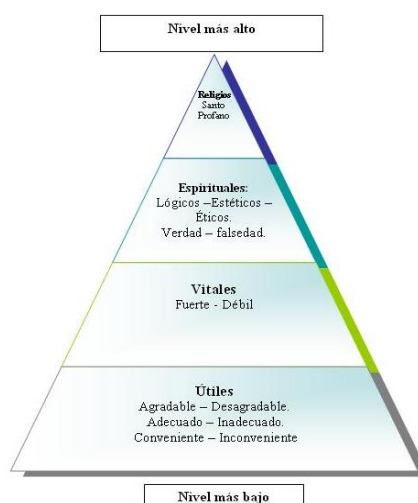 Nivel más alto
Religios
Santo
Profano
Espirituales:
Lógicos –Estéticos –
Éticos.
Verdad – falsedad.
Vitales
Fuerte - Débil
Útiles
Agradable – Desagradable.
Adecuado – Inadecuado.
Conveniente – Inconveniente
Nivel más bajo